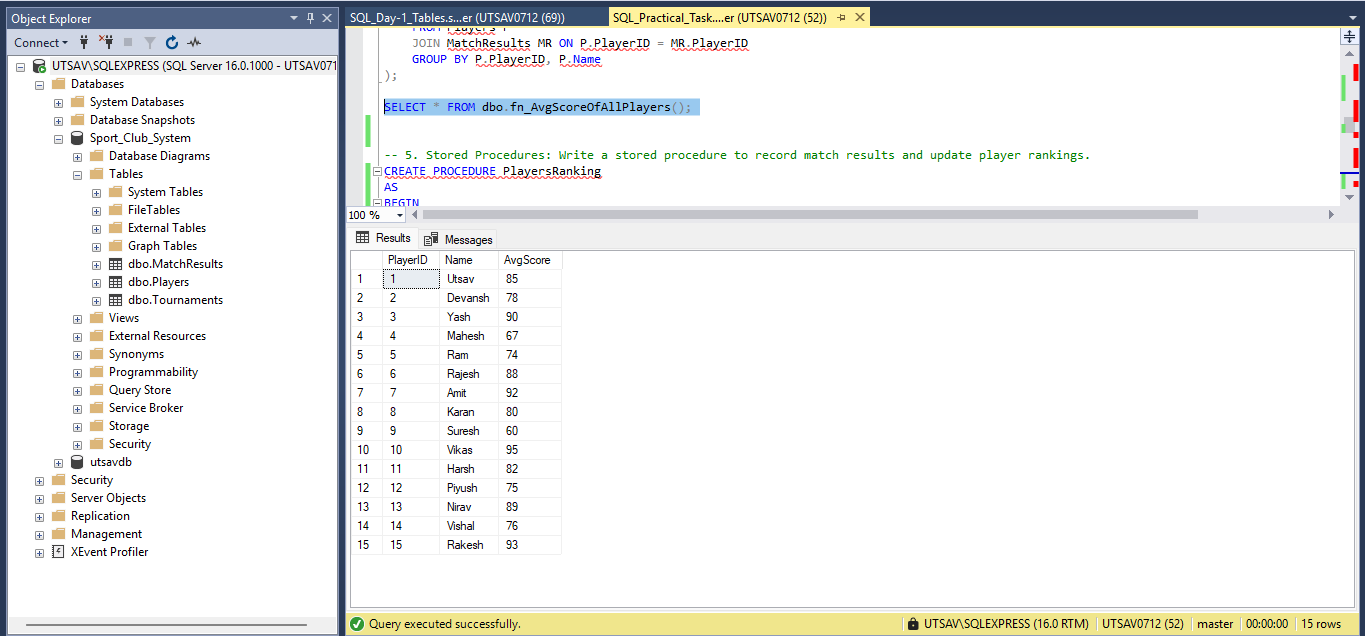 Object Explorer
Connect
UTSAV\SQLEXPRESS (SQL Server 16.0.1000 - UTSAV071
Databases
System Databases
Database Snapshots
Sport_Club_System
Database Diagrams
Tables
System Tables
FileTables
External Tables
Graph Tables
dbo.MatchResults
dbo.Players
dbo.Tournaments
Views
External Resources
Synonyms
Programmability
Query Store
Service Broker
Storage
Security
utsavdb
Security
Server Objects
Replication
Management
XEvent Profiler
SQL_Day-1_Tables.s...er (UTSAV0712 (69)) SQL_Practical_Task....er (UTSAV0712 (52))
FROM Players P
JOIN MatchResults MR ON P.PlayerID = MR.PlayerID
GROUP BY P.PlayerID, P.Name
);
SELECT * FROM dbo.fn_AvgScoreOfAllPlayers();
-- 5. Stored Procedures: Write a stored procedure to record match results and update player rankings.
CREATE PROCEDURE PlayersRanking
AS
BEGIN
100 %
Results Messages
PlayerID Name AvgScore
1 1 Utsav 85
2 2 Devansh 78
3 3 Yash 90
4 4 Mahesh 67
5 5 Ram 74
6 6 Rajesh 88
7 7 Amit 92
8 8 Karan 80
9 9 Suresh 60
10 10 Vikas 95
11 11 Harsh 82
12 12 Piyush 75
13 13 Nirav 89
14 14 Vishal 76
15 15 Rakesh 93
Query executed successfully. UTSAV\SQLEXPRESS (16.0 RTM) UTSAV0712 (52) master 00:00:00 15 rows